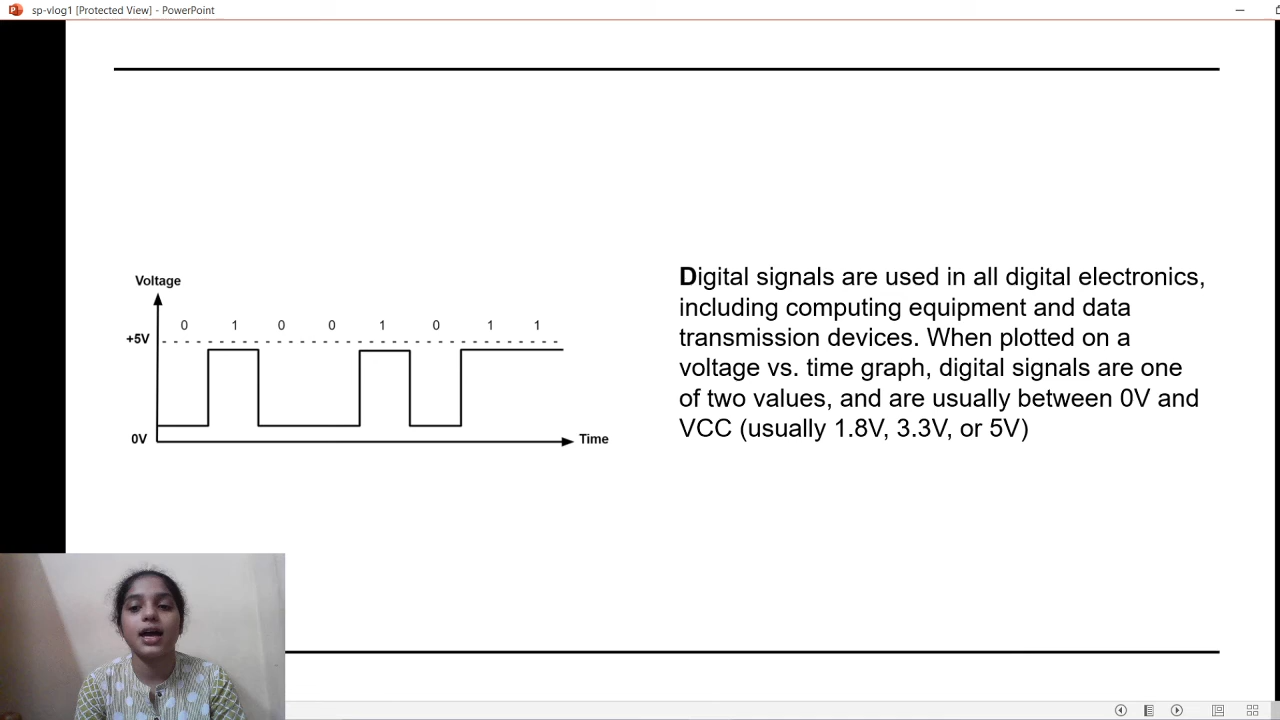 sp-vlog1 [Protected View] - PowerPoint
Voltage
0 1 0 0 1 0 1 1
+5V
0V
Time
Digital signals are used in all digital electronics,
including computing equipment and data
transmission devices. When plotted on a
voltage vs. time graph, digital signals are one
of two values, and are usually between 0V and
VCC (usually 1.8V, 3.3V, or 5V)